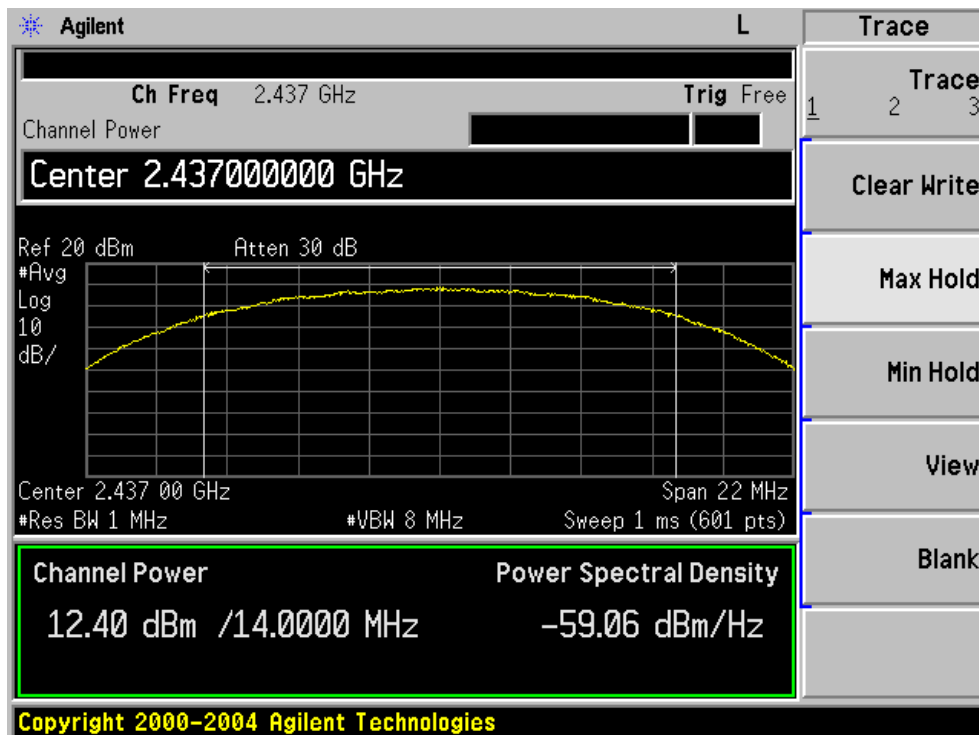 Agilent L Trace
Ch Freq 2.437 GHz Trig Free
Channel Power
Center 2.437000000 GHz
Ref 20 dBm Atten 30 dB
#Avg
Log
10
dB/
Center 2.437 00 GHz Span 22 MHz
#Res BW 1 MHz #VBW 8 MHz Sweep 1 ms (601 pts)
Channel Power Power Spectral Density
12.40 dBm /14.0000 MHz -59.06 dBm/Hz
Copyright 2000-2004 Agilent Technologies
Trace
1 2 3
Clear Write
Max Hold
Min Hold
View
Blank